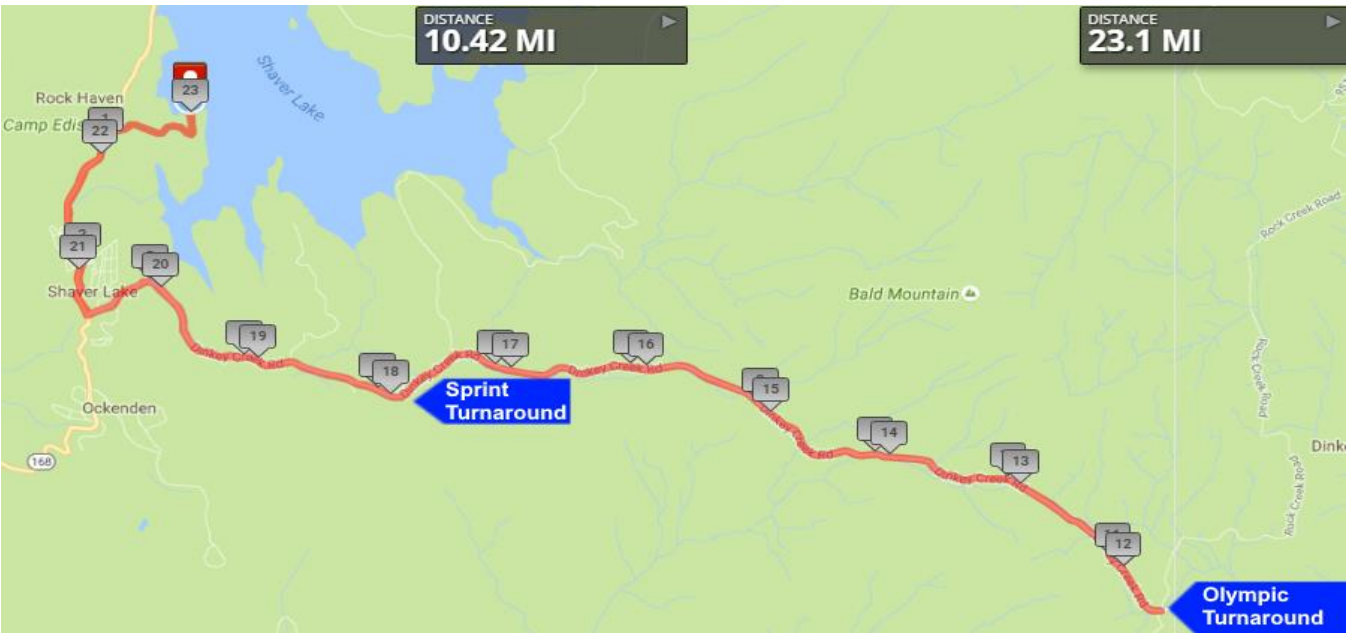 DISTANCE
10.42 MI
DISTANCE
23.1 MI
Shaver Lake
Rock Haven
Camp Edis
23
22
21
20
Shaver Lake
19
18
17
16
15
14
13
12
Dinkey Creek Rd
Dinkey Creek Rd
Dinkey Creek Rd
Dinkey Creek Rd
Dinkey Creek Rd
Creek Rd
Sprint
Turnaround
Ockenden
168
Bald Mountain
Rock Creek Road
Rock Creek Road
Rock Creek Road
Dinke
Olympic
Turnaround